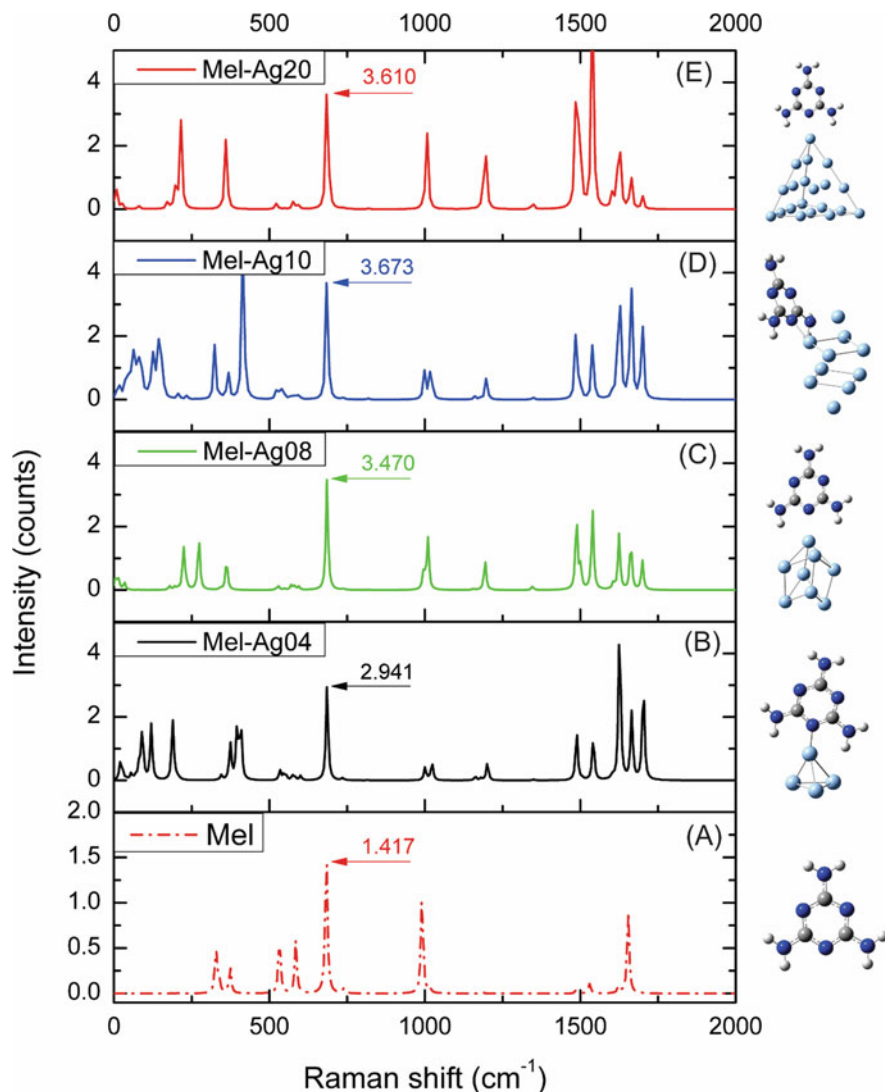 0 500 1000 1500 2000
Mel-Ag20
3.610
(E)
4
2
0
Mel-Ag10
3.673
(D)
4
2
0
Mel-Ag08
3.470
(C)
4
2
0
Mel-Ag04
2.941
(B)
4
2
0
Mel
1.417
(A)
2.0
1.5
1.0
0.5
0.0
0 500 1000 1500 2000
Intensity (counts)
Raman shift (cm⁻¹)